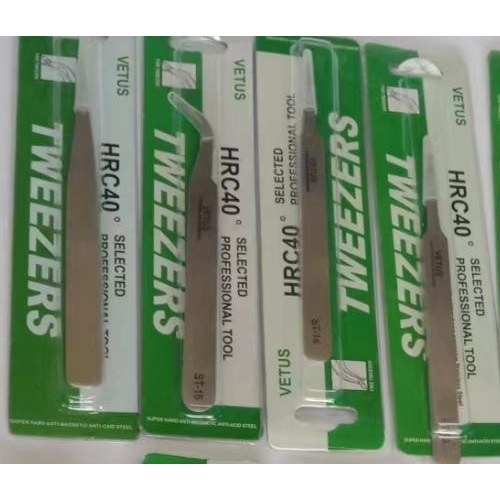 VETUS
TWEEZERS
HRC40°
SELECTED
PROFESSIONAL TOOL
SUPER HARD ANTI-MAGNETIC ANTI-ACID STEEL
VETUS
TWEEZERS
HRC40°
SELECTED
PROFESSIONAL TOOL
VETUS
ST-15
SUPER HARD ANTI-MAGNETIC ANTI-ACID STEEL
VETUS
TWEEZERS
HRC40°
SELECTED
PROFESSIONAL TOOL
VETUS
ST-14
VETUS
TWEEZERS
HRC40°
SELECTED
PROFESSIONAL TOOL
VETUS